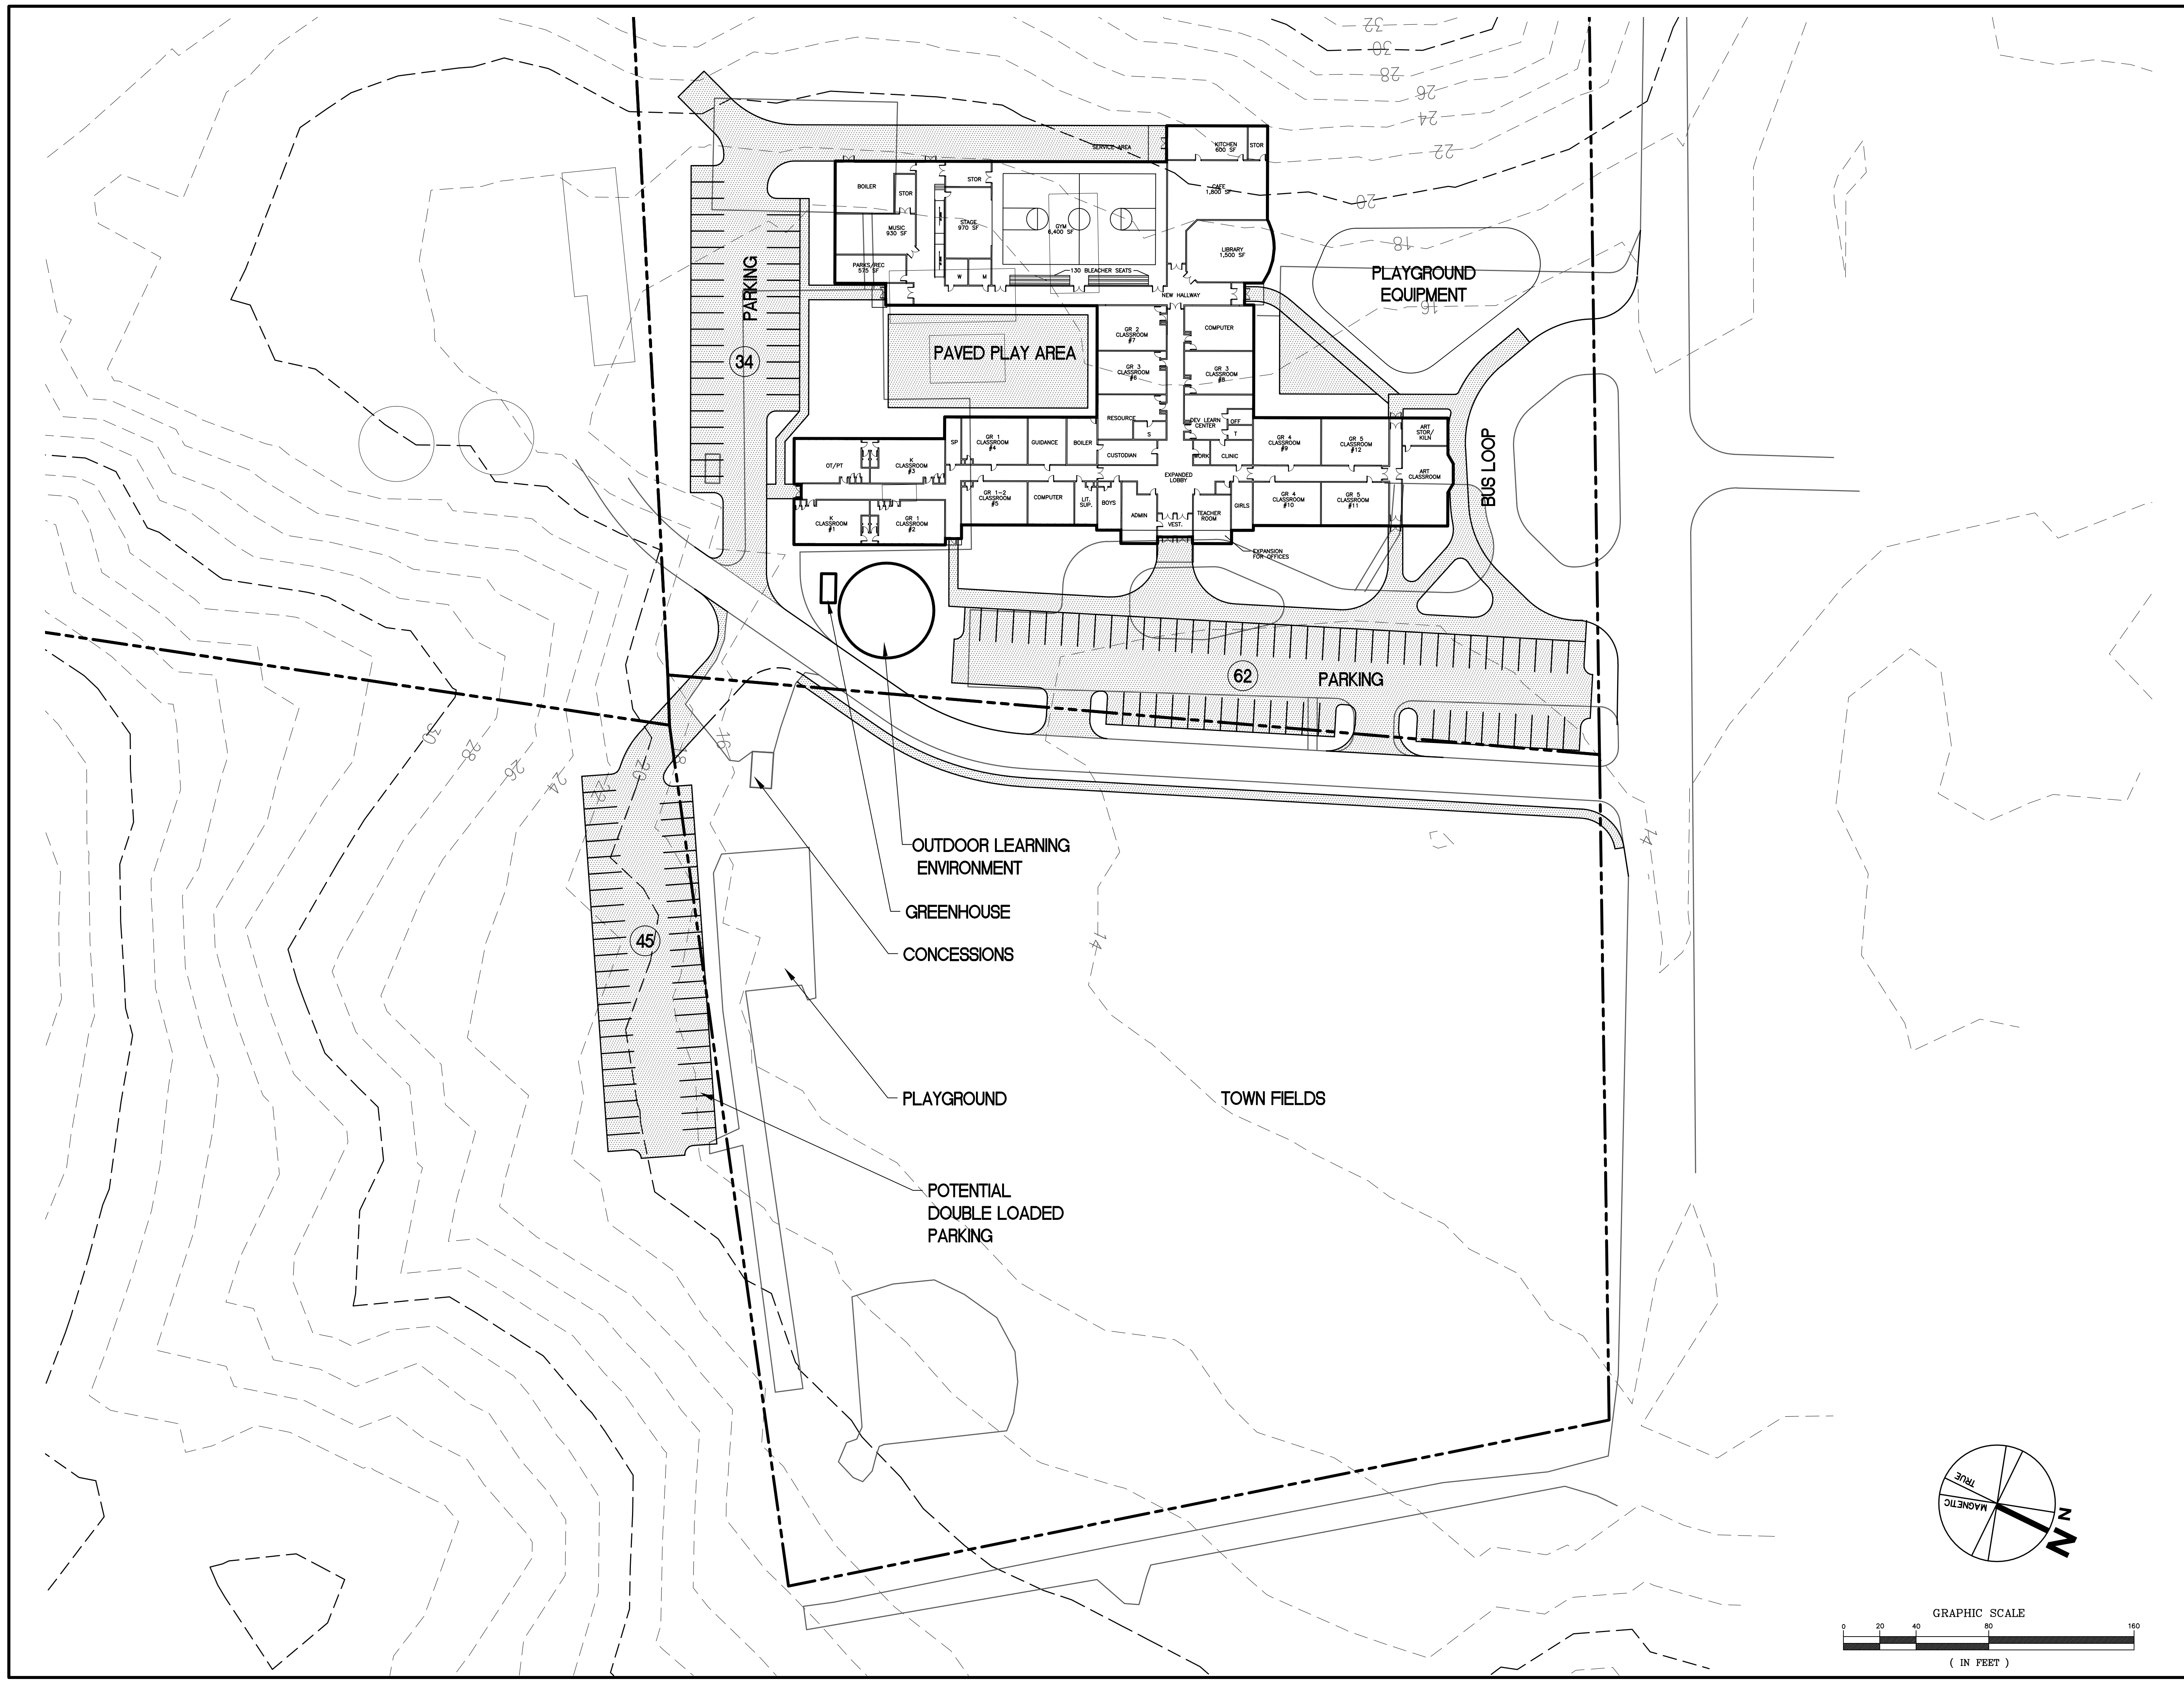 32
30
28
26
24
22
20
18
16
SERVICE AREA
KITCHEN
600 SF
STOR
BOILER
STOR
STOR
CAFE
1,800 SF
MUSIC
930 SF
STAGE
970 SF
GYM
6,400 SF
LIBRARY
1,500 SF
PARKS/REC
575 SF
W
M
130 BLEACHER SEATS
NEW HALLWAY
PLAYGROUND
EQUIPMENT
PARKING
34
PAVED PLAY AREA
GR 2
CLASSROOM
#7
COMPUTER
GR 3
CLASSROOM
#6
GR 3
CLASSROOM
#8
RESOURCE
S
DEV LEARN
CENTER
OFF
T
SP
GR 1
CLASSROOM
#4
GUIDANCE
BOILER
CUSTODIAN
WORK
CLINIC
GR 4
CLASSROOM
#9
GR 5
CLASSROOM
#12
ART
STOR/
KILN
OT/PT
K
CLASSROOM
#3
EXPANDED
LOBBY
ART
CLASSROOM
BUS LOOP
GR 1-2
CLASSROOM
#5
COMPUTER
LIT.
SUP.
BOYS
ADMIN
VEST.
TEACHER
ROOM
GIRLS
GR 4
CLASSROOM
#10
GR 5
CLASSROOM
#11
K
CLASSROOM
#1
GR 1
CLASSROOM
#2
EXPANSION
FOR OFFICES
62
PARKING
30
28
26
24
22
20
18
16
14
14
OUTDOOR LEARNING
ENVIRONMENT
GREENHOUSE
CONCESSIONS
45
PLAYGROUND
TOWN FIELDS
POTENTIAL
DOUBLE LOADED
PARKING
TRUE
MAGNETIC
N
N
GRAPHIC SCALE
0 20 40 80 160
( IN FEET )